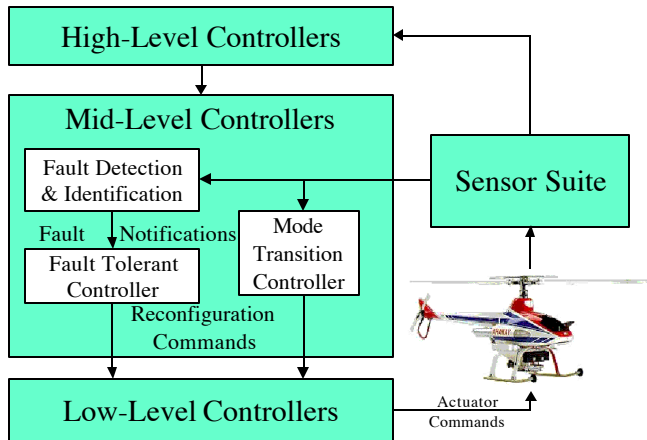 High-Level Controllers
Mid-Level Controllers
Fault Detection
& Identification
Sensor Suite
Fault Notifications
Mode
Transition
Controller
Fault Tolerant
Controller
Reconfiguration
Commands
Low-Level Controllers
Actuator
Commands